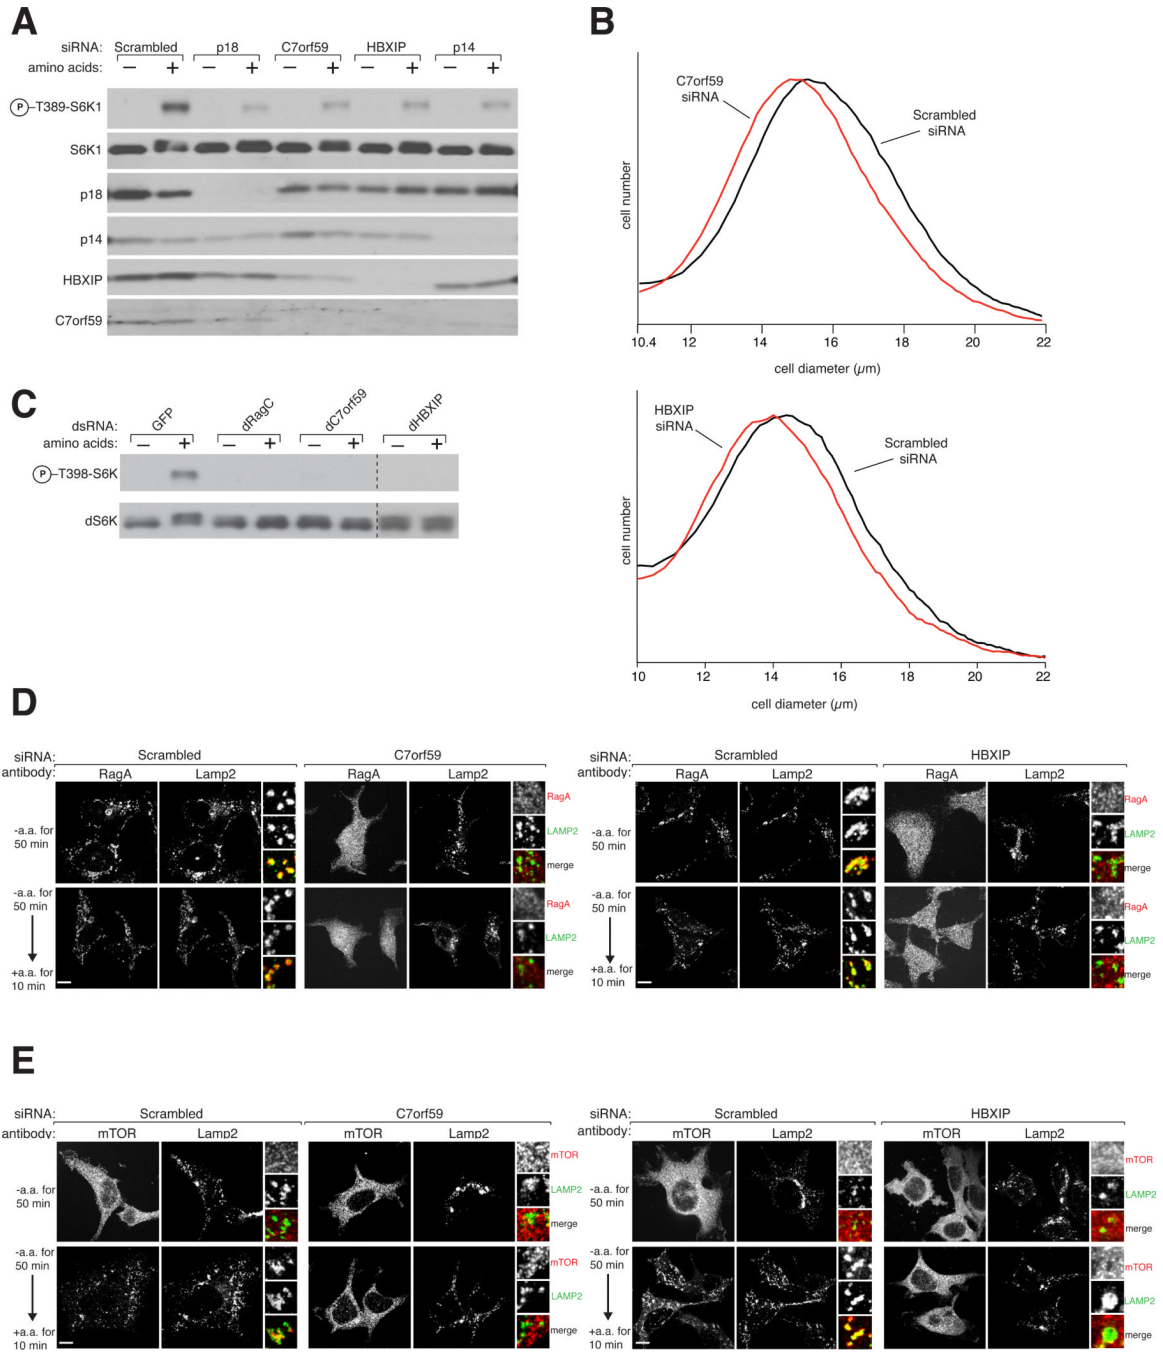 A
siRNA: Scrambled p18 C7orf59 HBXIP p14
amino acids: – + – + – + – + – +
P–T389-S6K1
S6K1
p18
p14
HBXIP
C7orf59
B
cell number
C7orf59
siRNA
Scrambled
siRNA
10.4 12 14 16 18 20 22
cell diameter (µm)
cell number
HBXIP
siRNA
Scrambled
siRNA
10 12 14 16 18 20 22
cell diameter (µm)
C
dsRNA: GFP dRagC dC7orf59 dHBXIP
amino acids: – + – + – + – +
P–T398-S6K
dS6K
D
siRNA: Scrambled C7orf59
antibody: RagA Lamp2 RagA Lamp2
-a.a. for
50 min
RagA
LAMP2
merge
-a.a. for
50 min
+a.a. for
10 min
RagA
LAMP2
merge
siRNA: Scrambled HBXIP
antibody: RagA Lamp2 RagA Lamp2
-a.a. for
50 min
RagA
LAMP2
merge
-a.a. for
50 min
+a.a. for
10 min
RagA
LAMP2
merge
E
siRNA: Scrambled C7orf59
antibody: mTOR Lamp2 mTOR Lamp2
-a.a. for
50 min
mTOR
LAMP2
merge
-a.a. for
50 min
+a.a. for
10 min
mTOR
LAMP2
merge
siRNA: Scrambled HBXIP
antibody: mTOR Lamp2 mTOR Lamp2
-a.a. for
50 min
mTOR
LAMP2
merge
-a.a. for
50 min
+a.a. for
10 min
mTOR
LAMP2
merge